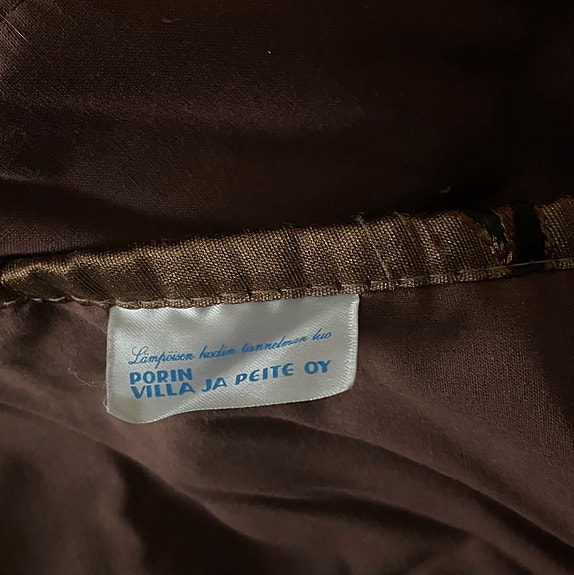 Lämpöisen kodin tunnelman luo
PORIN
VILLA JA PEITE OY